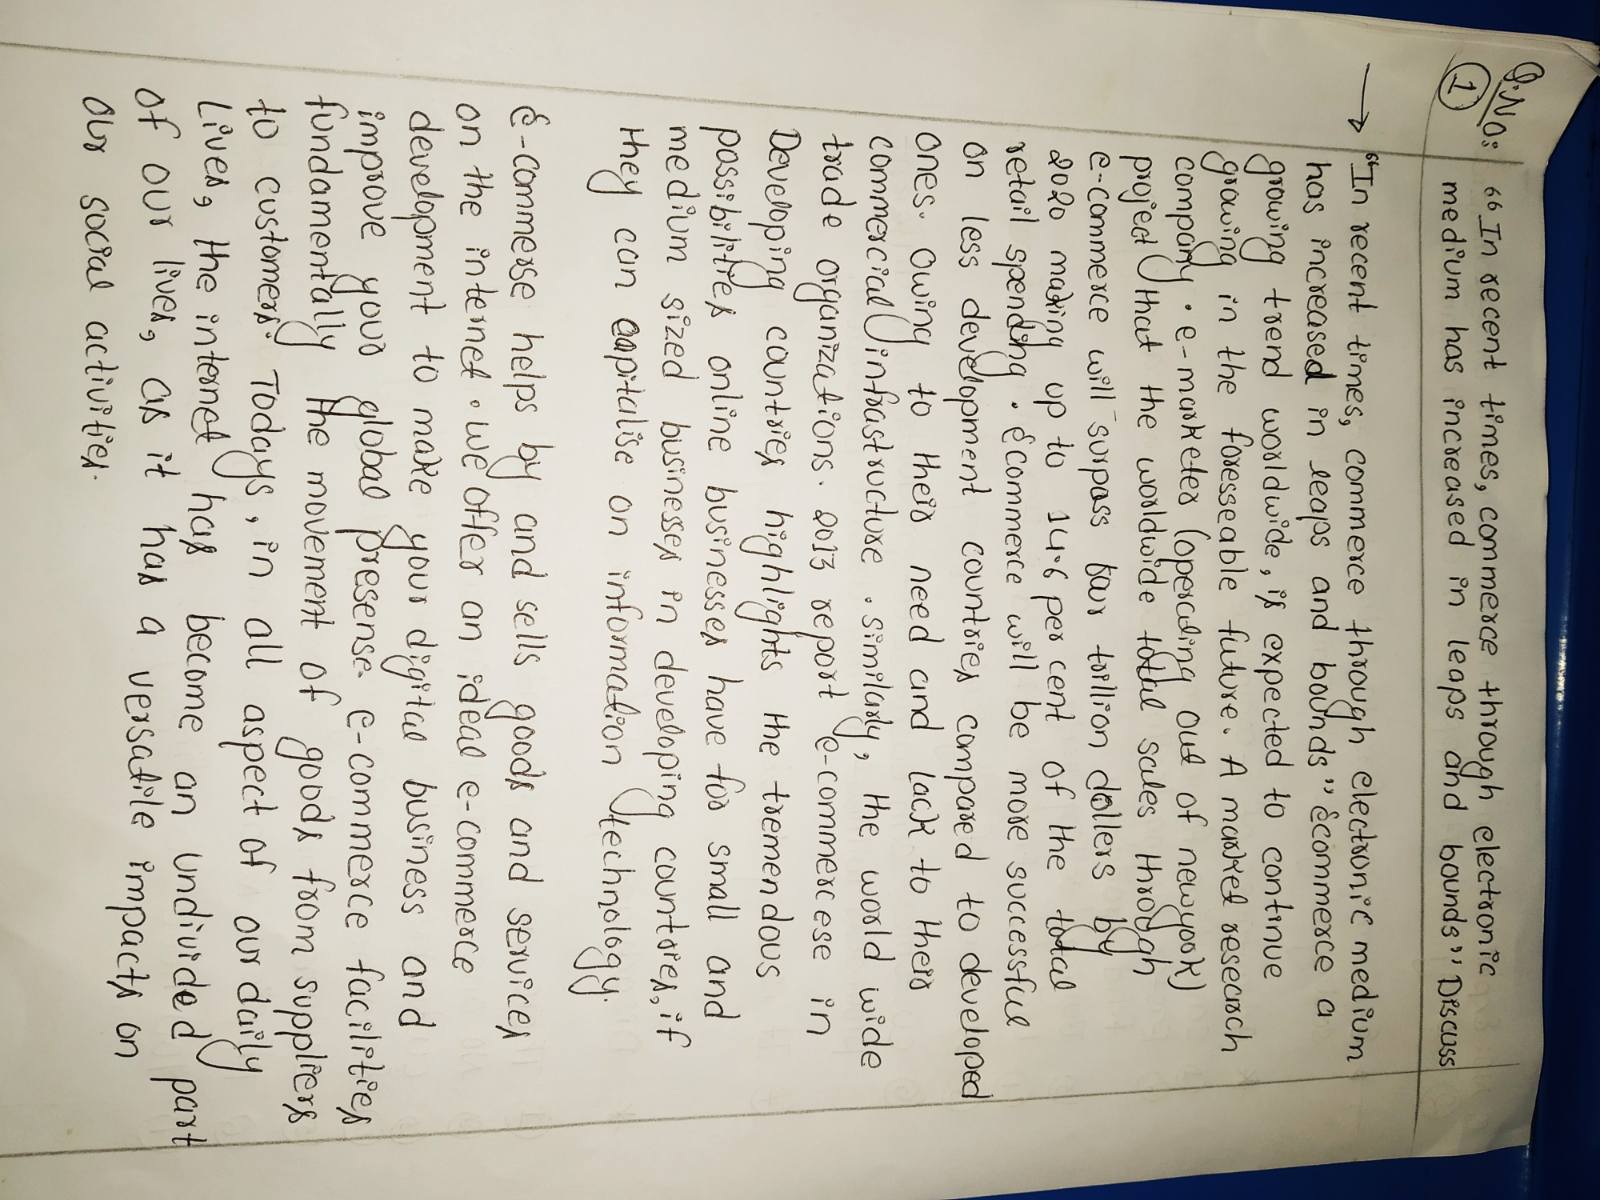 Q.NO:
1
"In recent times, commerce through electronic
medium has increased in leaps and bounds" Discuss
→ "In recent times, commerce through electronic medium
has increased in leaps and bounds" Ecommerce a
growing trend worldwide, is expected to continue
growing in the foresseable future. A market research
company. e-marketer (operating out of newyook)
project that the worldwide total sales through
e-commerce will surpass four trillion dollers by
2020 making up to 14.6 per cent of the total
retail spending. Ecommerce will be more successful
on less development countries compared to developed
ones. Owing to their need and lack to their
commercial infrastructure. similarly, the world wide
trade organizations. 2013 report e-commercese in
Developing countries highlights the tremendous
possibilities online businesses have for small and
medium sized businesses in developing countores, if
they can capitalise on information technology.
E-commerse helps by and sells goods and services
on the internet. We offer an ideal e-commerce
development to make your digital business and
improve your global presense. e-commerce facilities
fundamentally the movement of goods from suppliers
to customers. Todays, in all aspect of our daily
Lives, the internet has become an undivided part
of our lives, as it has a versatile impacts on
our social activities.